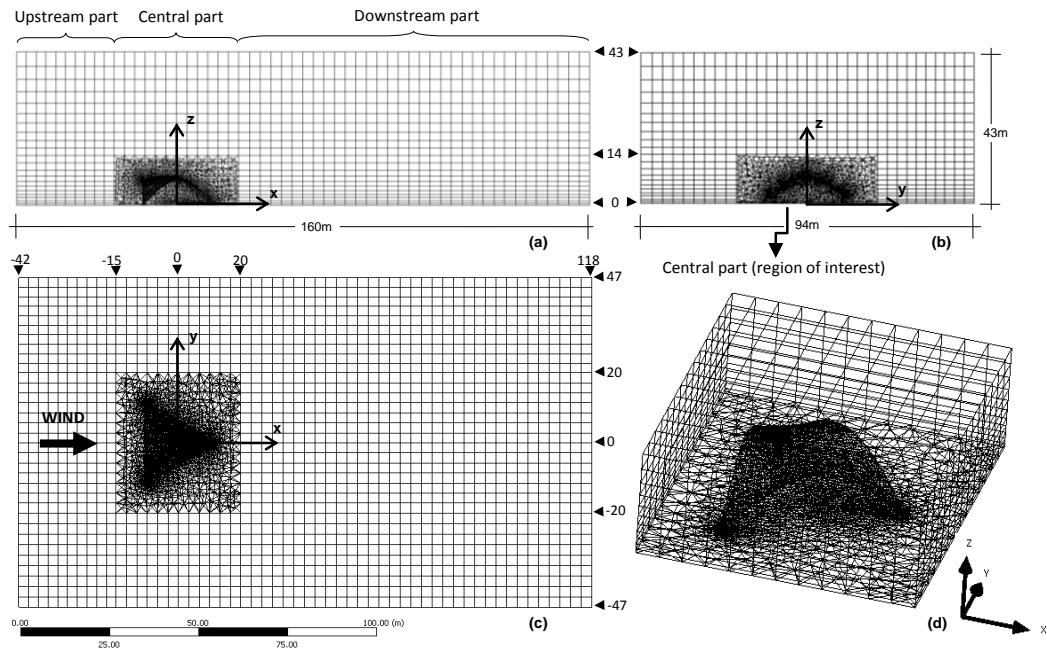 Upstream part Central part Downstream part
43
14
0
z
x
160m
(a)
z
y
43m
94m
(b)
Central part (region of interest)
-42 -15 0 20 118
47
20
0
-20
-47
y
x
WIND
(c)
0.00 50.00 100.00 (m)
25.00 75.00
(d)
Z
Y
X